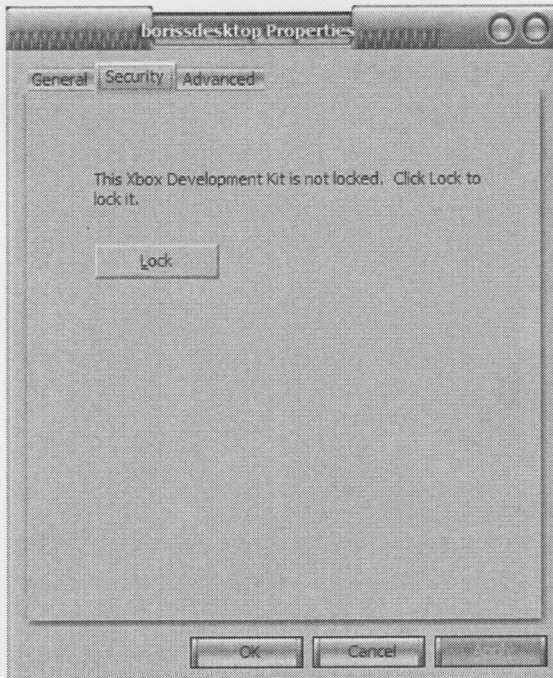 borissdesktop Properties
General Security Advanced
This Xbox Development Kit is not locked. Click Lock to
lock it.
Lock
OK Cancel Apply